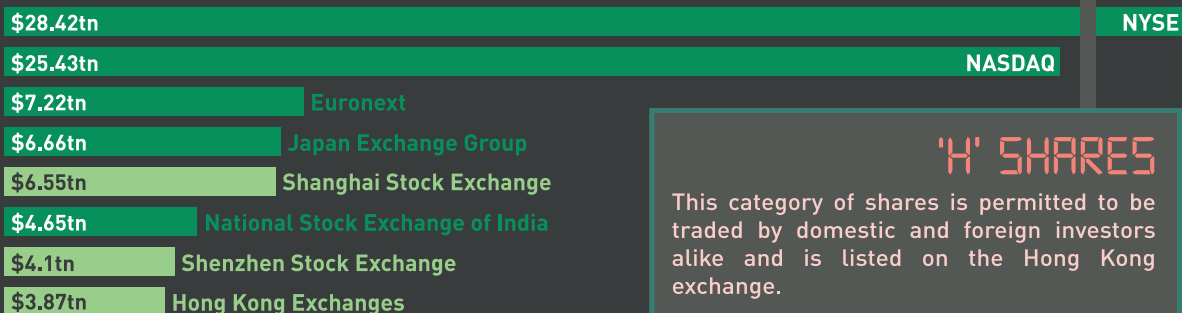 $28.42tn NYSE
$25.43tn NASDAQ
$7.22tn Euronext
$6.66tn Japan Exchange Group
$6.55tn Shanghai Stock Exchange
$4.65tn National Stock Exchange of India
$4.1tn Shenzhen Stock Exchange
$3.87tn Hong Kong Exchanges
'H' SHARES
This category of shares is permitted to be
traded by domestic and foreign investors
alike and is listed on the Hong Kong
exchange.